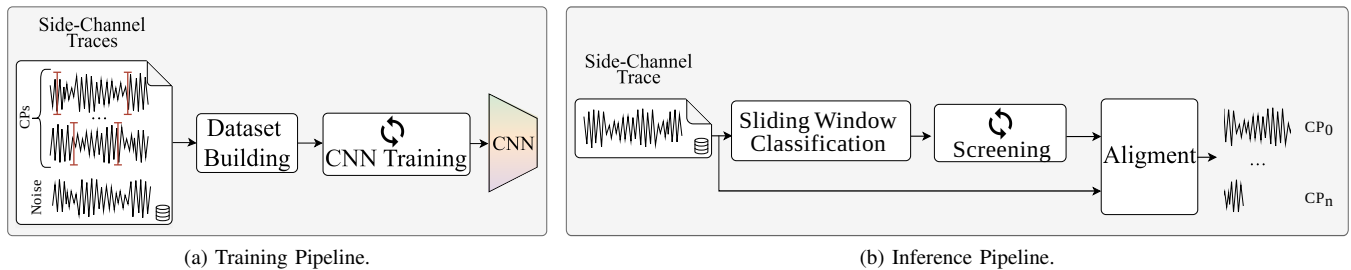 Side-Channel
Traces
CPs
...
Noise
Dataset
Building
CNN Training
CNN
(a) Training Pipeline.
Side-Channel
Trace
Sliding Window
Classification
Screening
Aligment
CP0
...
CPn
(b) Inference Pipeline.